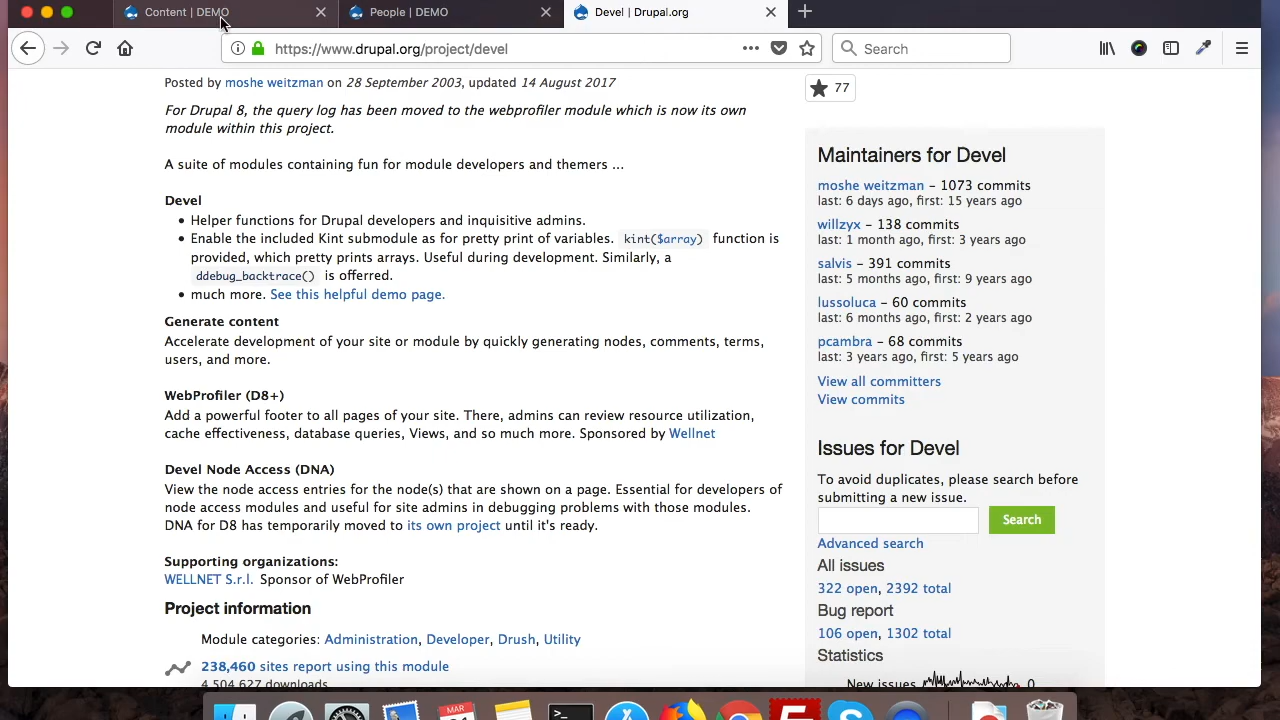 Content | DEMO
People | DEMO
Devel | Drupal.org
https://www.drupal.org/project/devel
Search
Posted by moshe weitzman on 28 September 2003, updated 14 August 2017
For Drupal 8, the query log has been moved to the webprofiler module which is now its own
module within this project.
A suite of modules containing fun for module developers and themers ...
Devel
Helper functions for Drupal developers and inquisitive admins.
Enable the included Kint submodule as for pretty print of variables. kint($array) function is
provided, which pretty prints arrays. Useful during development. Similarly, a
ddebug_backtrace() is offerred.
much more. See this helpful demo page.
Generate content
Accelerate development of your site or module by quickly generating nodes, comments, terms,
users, and more.
WebProfiler (D8+)
Add a powerful footer to all pages of your site. There, admins can review resource utilization,
cache effectiveness, database queries, Views, and so much more. Sponsored by Wellnet
Devel Node Access (DNA)
View the node access entries for the node(s) that are shown on a page. Essential for developers of
node access modules and useful for site admins in debugging problems with those modules.
DNA for D8 has temporarily moved to its own project until it's ready.
Supporting organizations:
WELLNET S.r.l. Sponsor of WebProfiler
Project information
Module categories: Administration, Developer, Drush, Utility
238,460 sites report using this module
4,504,627 downloads
77
Maintainers for Devel
moshe weitzman – 1073 commits
last: 6 days ago, first: 15 years ago
willzyx – 138 commits
last: 1 month ago, first: 3 years ago
salvis – 391 commits
last: 5 months ago, first: 9 years ago
lussoluca – 60 commits
last: 6 months ago, first: 2 years ago
pcambra – 68 commits
last: 3 years ago, first: 5 years ago
View all committers
View commits
Issues for Devel
To avoid duplicates, please search before
submitting a new issue.
Search
Advanced search
All issues
322 open, 2392 total
Bug report
106 open, 1302 total
Statistics
New issues 0
MAR